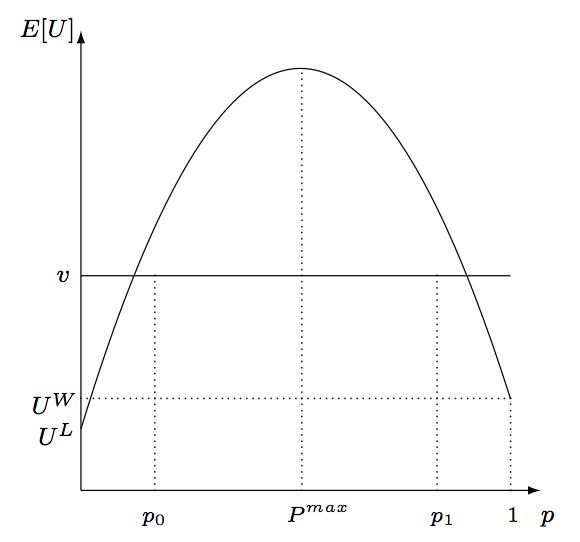 E[U]
v
U^W
U^L
p_0
P^{max}
p_1
1
p